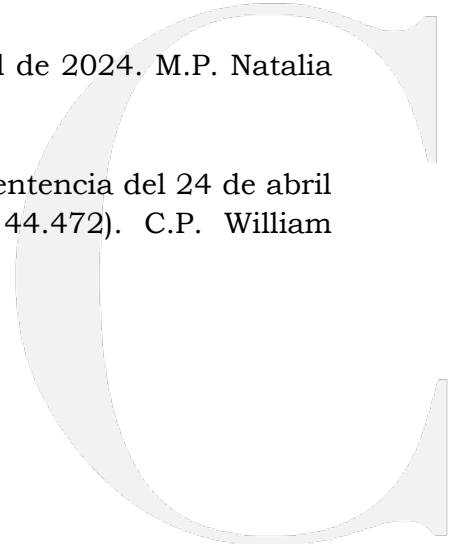 l de 2024. M.P. Natalia
entencia del 24 de abril
44.472). C.P. William